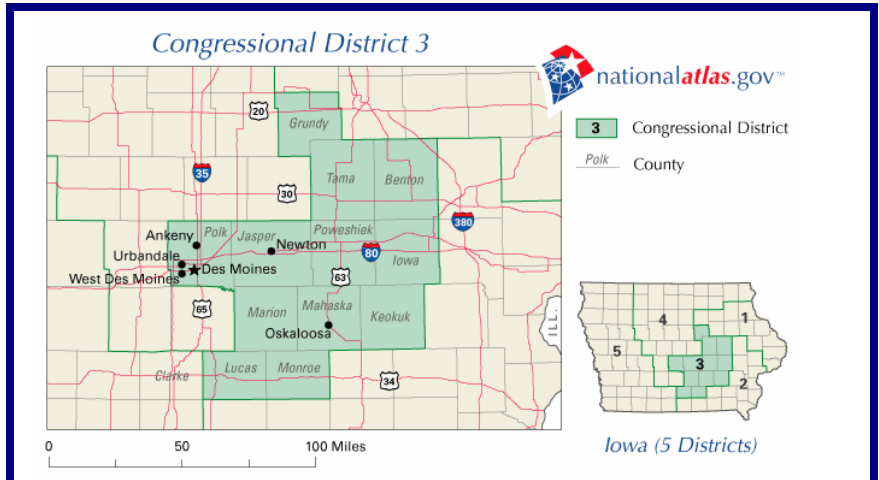 Congressional District 3
nationalatlas.gov™
3 Congressional District
Polk County
20
Grundy
35
30
Tama
Benton
380
Ankeny
Polk
Jasper
Poweshiek
Newton
80
Iowa
Urbandale
Des Moines
West Des Moines
63
65
Marion
Mahaska
Keokuk
Oskaloosa
ILL.
Clarke
Lucas
Monroe
34
4
1
5
3
2
0 50 100 Miles
Iowa (5 Districts)